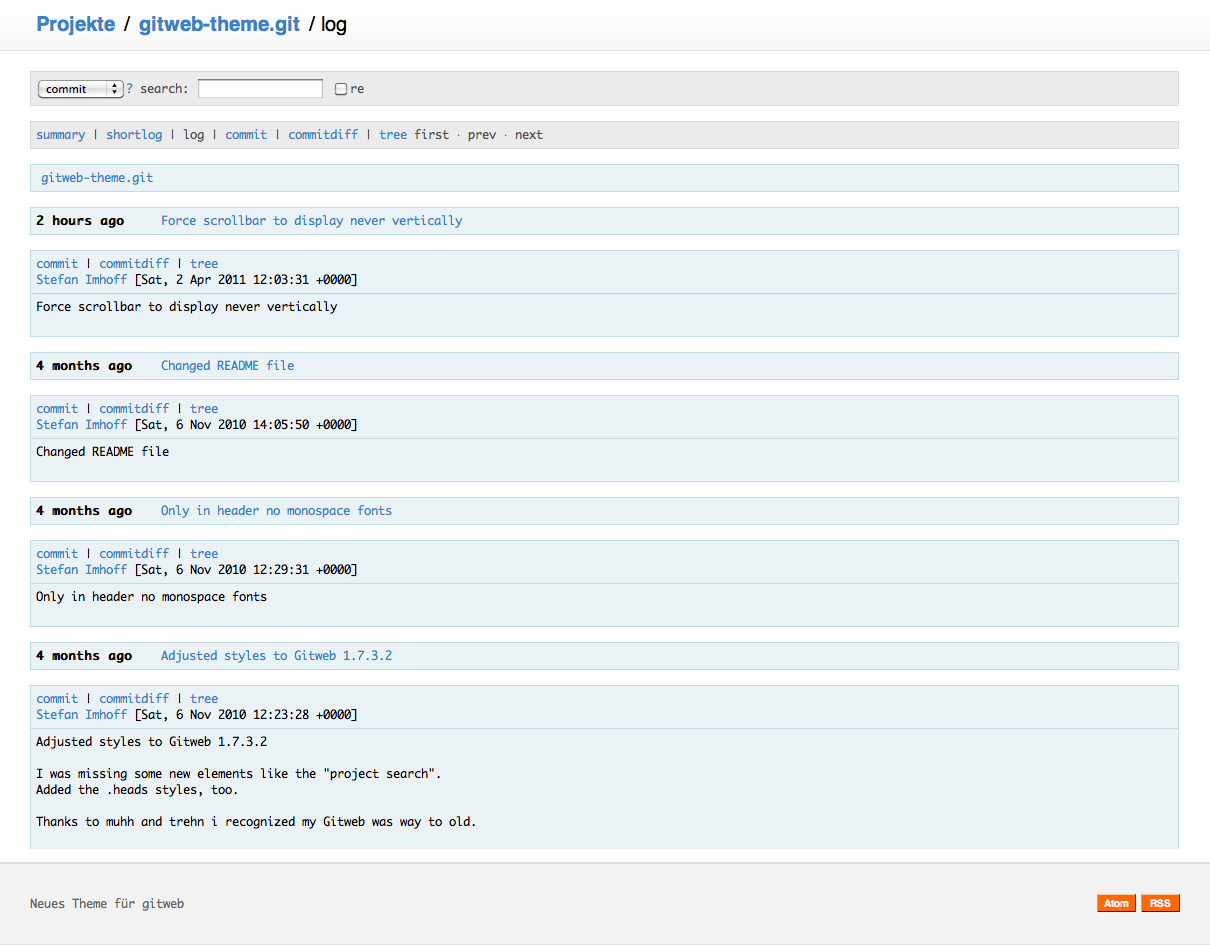 Projekte / gitweb-theme.git / log
commit ? search: re
summary | shortlog | log | commit | commitdiff | tree first · prev · next
gitweb-theme.git
2 hours ago Force scrollbar to display never vertically
commit | commitdiff | tree
Stefan Imhoff [Sat, 2 Apr 2011 12:03:31 +0000]
Force scrollbar to display never vertically
4 months ago Changed README file
commit | commitdiff | tree
Stefan Imhoff [Sat, 6 Nov 2010 14:05:50 +0000]
Changed README file
4 months ago Only in header no monospace fonts
commit | commitdiff | tree
Stefan Imhoff [Sat, 6 Nov 2010 12:29:31 +0000]
Only in header no monospace fonts
4 months ago Adjusted styles to Gitweb 1.7.3.2
commit | commitdiff | tree
Stefan Imhoff [Sat, 6 Nov 2010 12:23:28 +0000]
Adjusted styles to Gitweb 1.7.3.2
I was missing some new elements like the "project search".
Added the .heads styles, too.
Thanks to muhh and trehn i recognized my Gitweb was way to old.
Neues Theme für gitweb Atom RSS